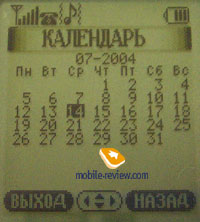 КАЛЕНДАРЬ
07-2004
Пн Вт Ср Чт Пт Сб Вс
1 2 3 4
5 6 7 8 9 10 11
12 13 14 15 16 17 18
19 20 21 22 23 24 25
26 27 28 29 30 31
mobile-review.com
ВЫХОД НАЗАД